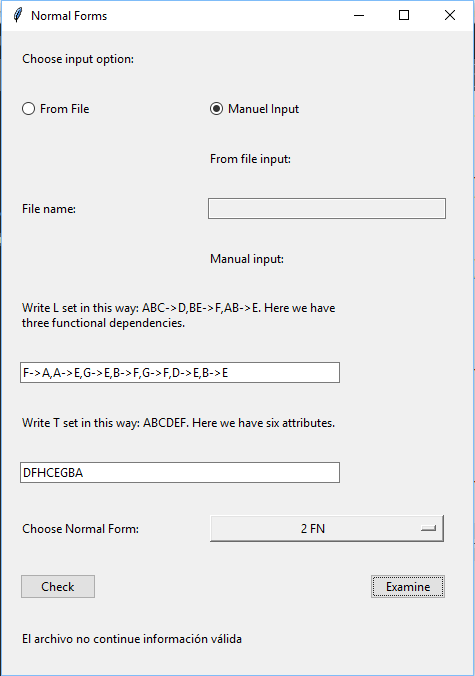 Normal Forms
Choose input option:
From File
Manuel Input
From file input:
File name:
Manual input:
Write L set in this way: ABC->D,BE->F,AB->E. Here we have
three functional dependencies.
F->A,A->E,G->E,B->F,G->F,D->E,B->E
Write T set in this way: ABCDEF. Here we have six attributes.
DFHCEGBA
Choose Normal Form:
2 FN
Check
Examine
El archivo no continue información válida